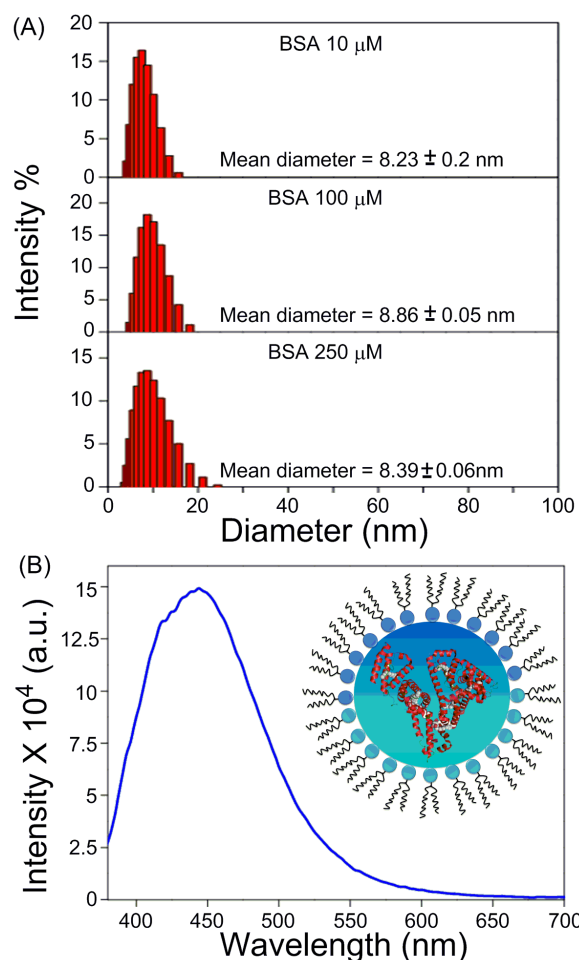 (A)
20
BSA 10 μM
15
10
5
Mean diameter = 8.23 ± 0.2 nm
0
BSA 100 μM
20
15
10
5
Mean diameter = 8.86 ± 0.05 nm
0
BSA 250 μM
15
10
5
Mean diameter = 8.39±0.06nm
0
Intensity %
0 20 40 60 80 100
Diameter (nm)
(B)
15
12.5
10
7.5
5
2.5
0
Intensity X 10⁴ (a.u.)
400 450 500 550 600 650 700
Wavelength (nm)